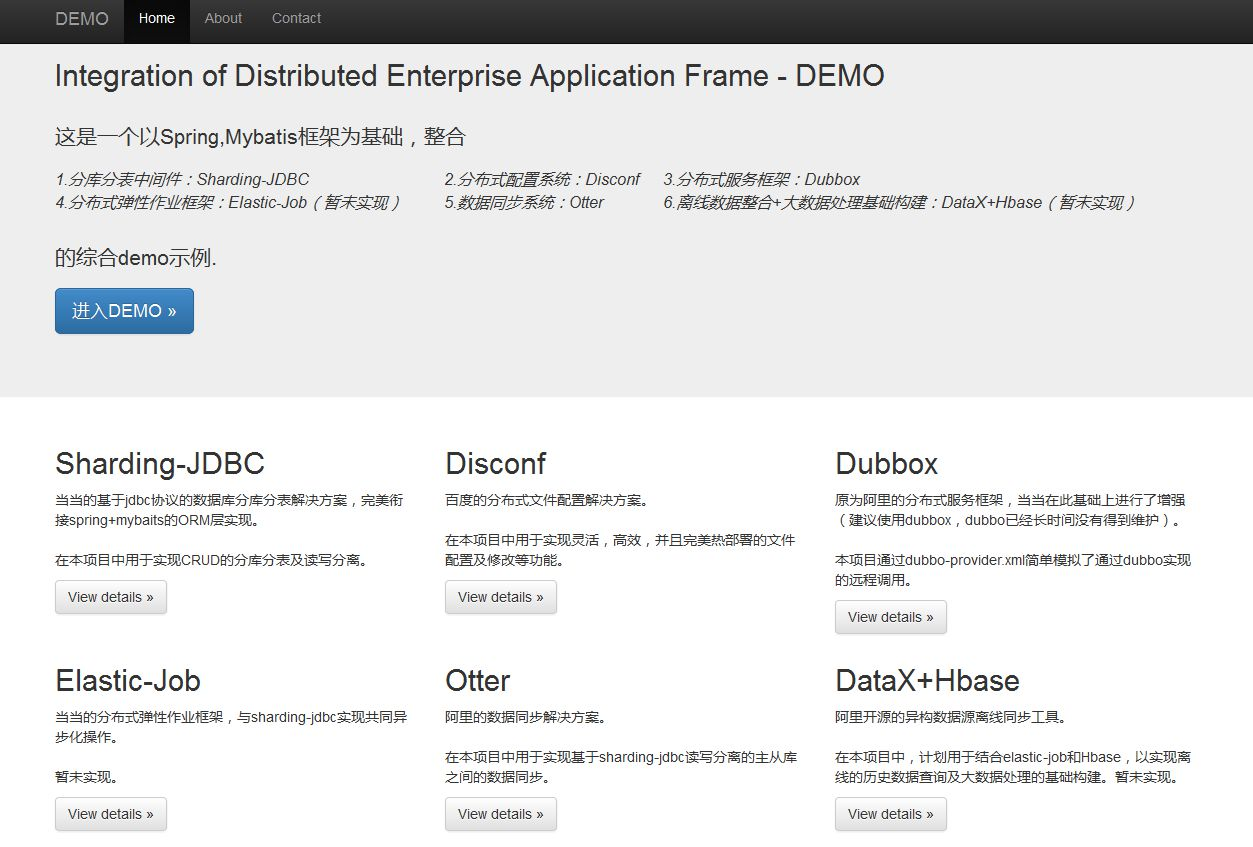 DEMO Home About Contact
Integration of Distributed Enterprise Application Frame - DEMO
这是一个以Spring,Mybatis框架为基础，整合
1.分库分表中间件：Sharding-JDBC 2.分布式配置系统：Disconf 3.分布式服务框架：Dubbox
4.分布式弹性作业框架：Elastic-Job（暂未实现） 5.数据同步系统：Otter 6.离线数据整合+大数据处理基础构建：DataX+Hbase（暂未实现）
的综合demo示例.
进入DEMO »
Sharding-JDBC
当当的基于jdbc协议的数据库分库分表解决方案，完美衔
接spring+mybaits的ORM层实现。
在本项目中用于实现CRUD的分库分表及读写分离。
View details »
Disconf
百度的分布式文件配置解决方案。
在本项目中用于实现灵活，高效，并且完美热部署的文件
配置及修改等功能。
View details »
Dubbox
原为阿里的分布式服务框架，当当在此基础上进行了增强
（建议使用dubbox，dubbo已经长时间没有得到维护）。
本项目通过dubbo-provider.xml简单模拟了通过dubbo实现
的远程调用。
View details »
Elastic-Job
当当的分布式弹性作业框架，与sharding-jdbc实现共同异
步化操作。
暂未实现。
View details »
Otter
阿里的数据同步解决方案。
在本项目中用于实现基于sharding-jdbc读写分离的主从库
之间的数据同步。
View details »
DataX+Hbase
阿里开源的异构数据源离线同步工具。
在本项目中，计划用于结合elastic-job和Hbase，以实现离
线的历史数据查询及大数据处理的基础构建。暂未实现。
View details »